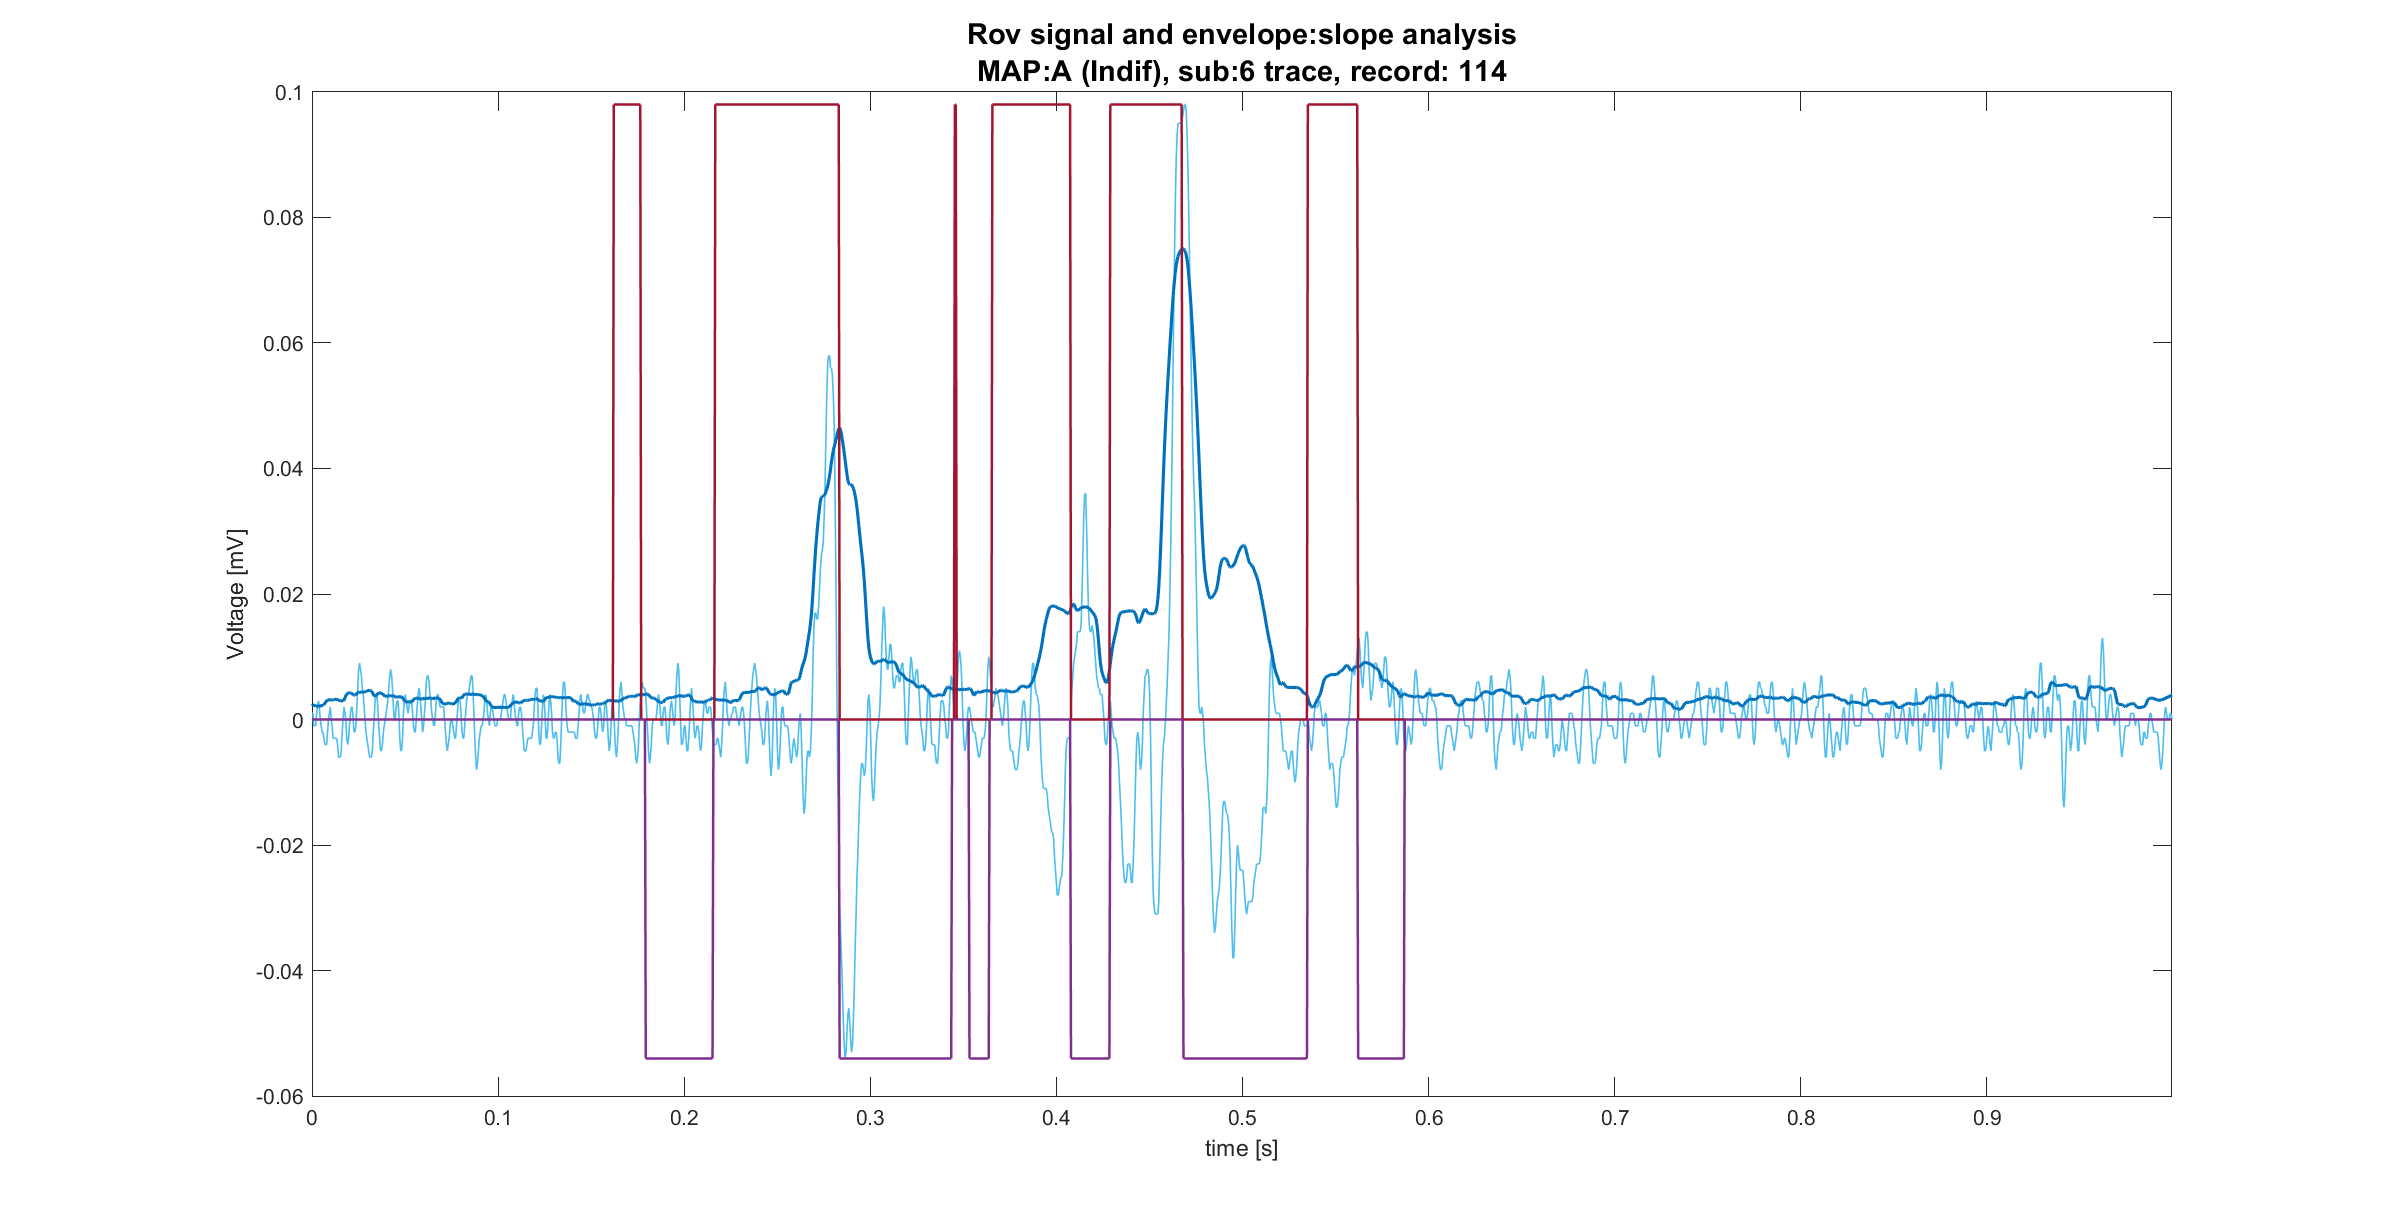 Rov signal and envelope:slope analysis
MAP:A (Indif), sub:6 trace, record: 114
0.1
0.08
0.06
0.04
0.02
0
-0.02
-0.04
-0.06
Voltage [mV]
0 0.1 0.2 0.3 0.4 0.5 0.6 0.7 0.8 0.9
time [s]